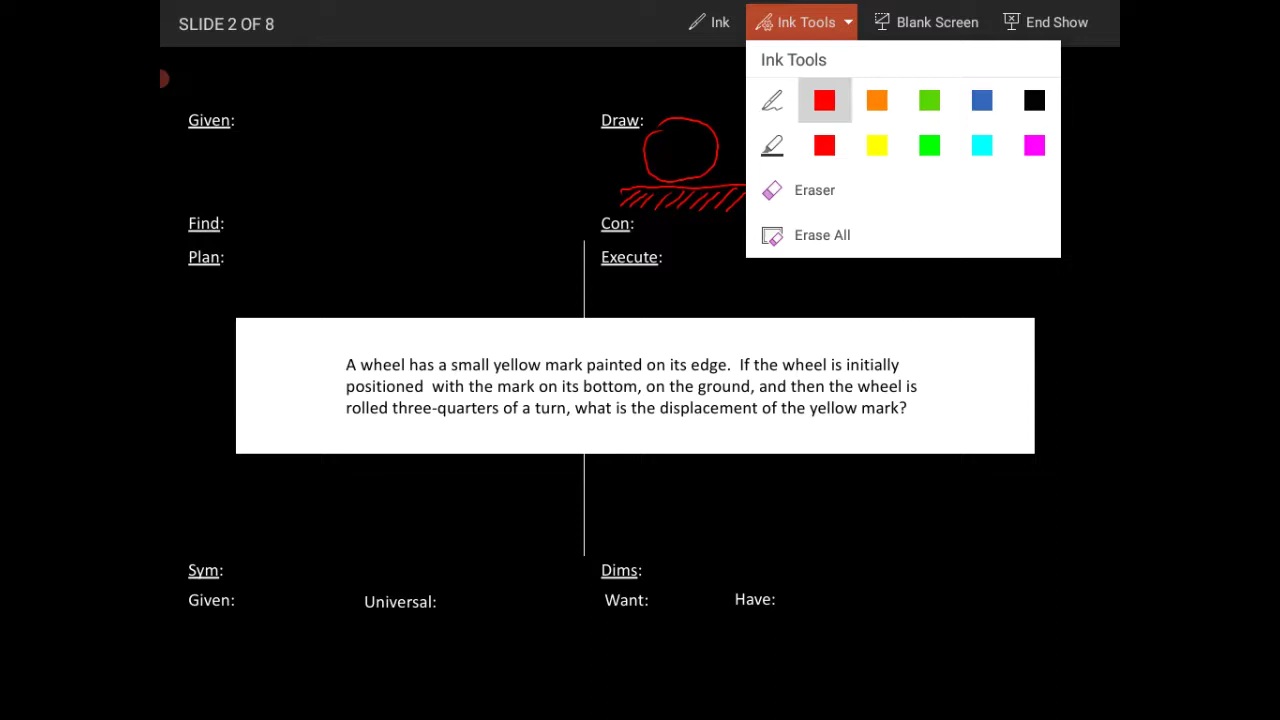 SLIDE 2 OF 8
Ink
Ink Tools
Blank Screen
End Show
Ink Tools
Eraser
Erase All
Given:
Draw:
Find:
Con:
Plan:
Execute:
A wheel has a small yellow mark painted on its edge. If the wheel is initially
positioned with the mark on its bottom, on the ground, and then the wheel is
rolled three-quarters of a turn, what is the displacement of the yellow mark?
Sym:
Dims:
Given:
Universal:
Want:
Have: